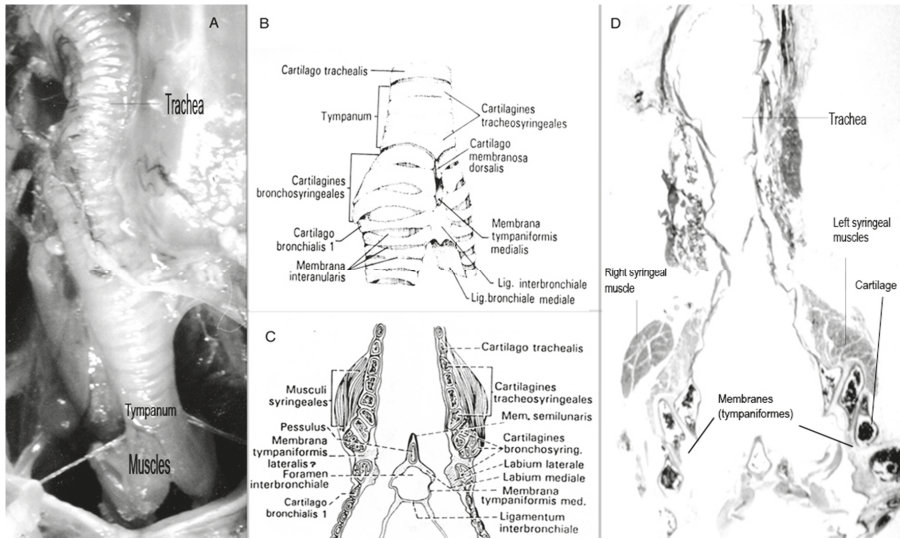 A
Trachea
Tympanum
Muscles
B
Cartilago trachealis
Tympanum
Cartilagines
tracheosyringeales
Cartilago
membranosa
dorsalis
Cartilagines
bronchosyringeales
Cartilago
bronchialis 1
Membrana
interanularis
Membrana
tympaniformis
medialis
Lig. interbronchiale
Lig.bronchiale mediale
C
Cartilago trachealis
Musculi
syringeales
Cartilagines
tracheosyringeales
Pessulus
Membrana
tympaniformis
lateralis?
Foramen
interbronchiale
Cartilago
bronchialis 1
Mem. semilunaris
Cartilagines
bronchosyring.
Labium laterale
Labium mediale
Membrana
tympaniformis med.
Ligamentum
interbronchiale
D
Trachea
Left syringeal
muscles
Right syringeal
muscle
Cartilage
Membranes
(tympaniformes)